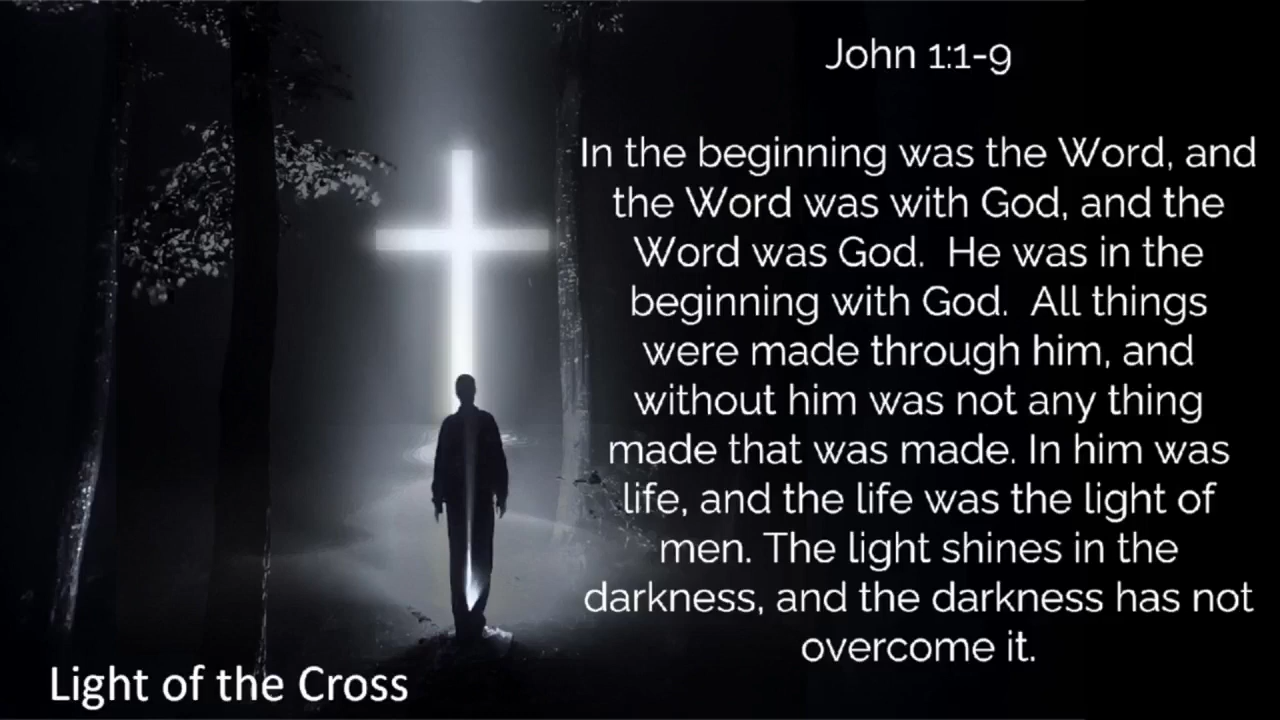 John 1:1-9
In the beginning was the Word, and
the Word was with God, and the
Word was God.  He was in the
beginning with God.  All things
were made through him, and
without him was not any thing
made that was made. In him was
life, and the life was the light of
men. The light shines in the
darkness, and the darkness has not
overcome it.
Light of the Cross